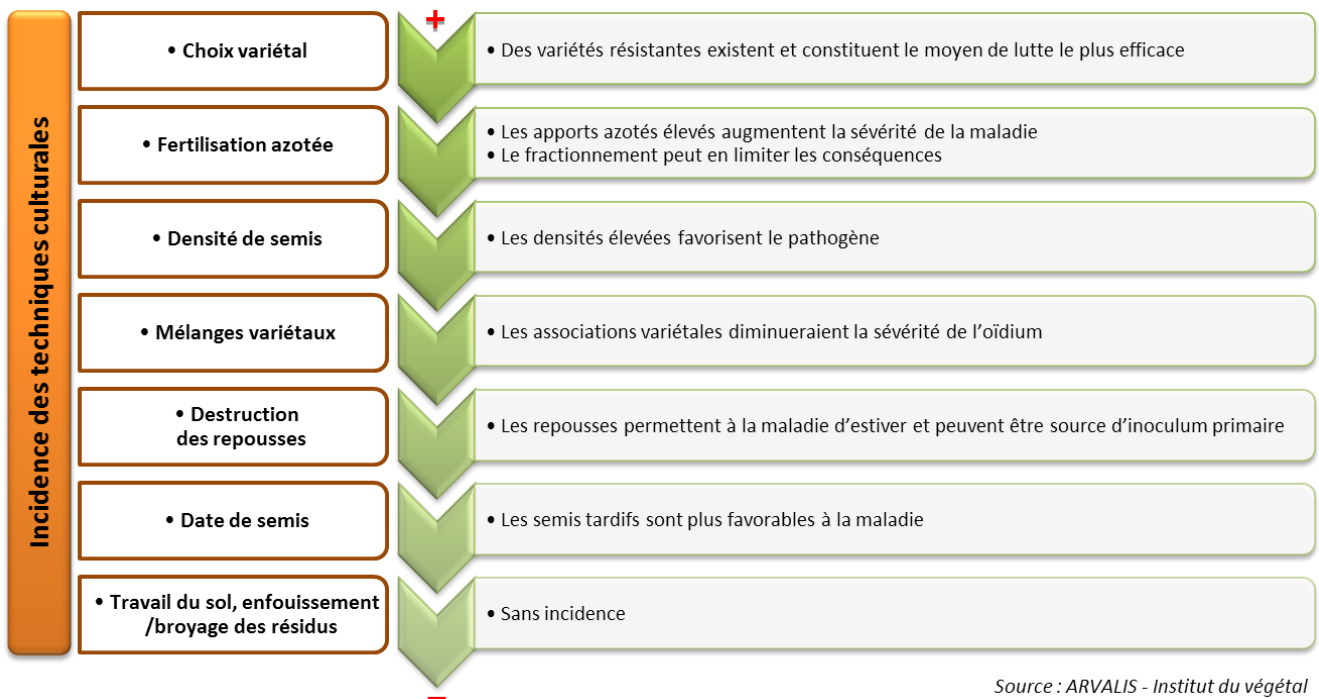 Incidence des techniques culturales
+
• Choix variétal
• Des variétés résistantes existent et constituent le moyen de lutte le plus efficace
• Fertilisation azotée
• Les apports azotés élevés augmentent la sévérité de la maladie
• Le fractionnement peut en limiter les conséquences
• Densité de semis
• Les densités élevées favorisent le pathogène
• Mélanges variétaux
• Les associations variétales diminueraient la sévérité de l’oïdium
• Destruction
des repousses
• Les repousses permettent à la maladie d’estiver et peuvent être source d’inoculum primaire
• Date de semis
• Les semis tardifs sont plus favorables à la maladie
• Travail du sol, enfouissement
/broyage des résidus
• Sans incidence
–
Source : ARVALIS - Institut du végétal